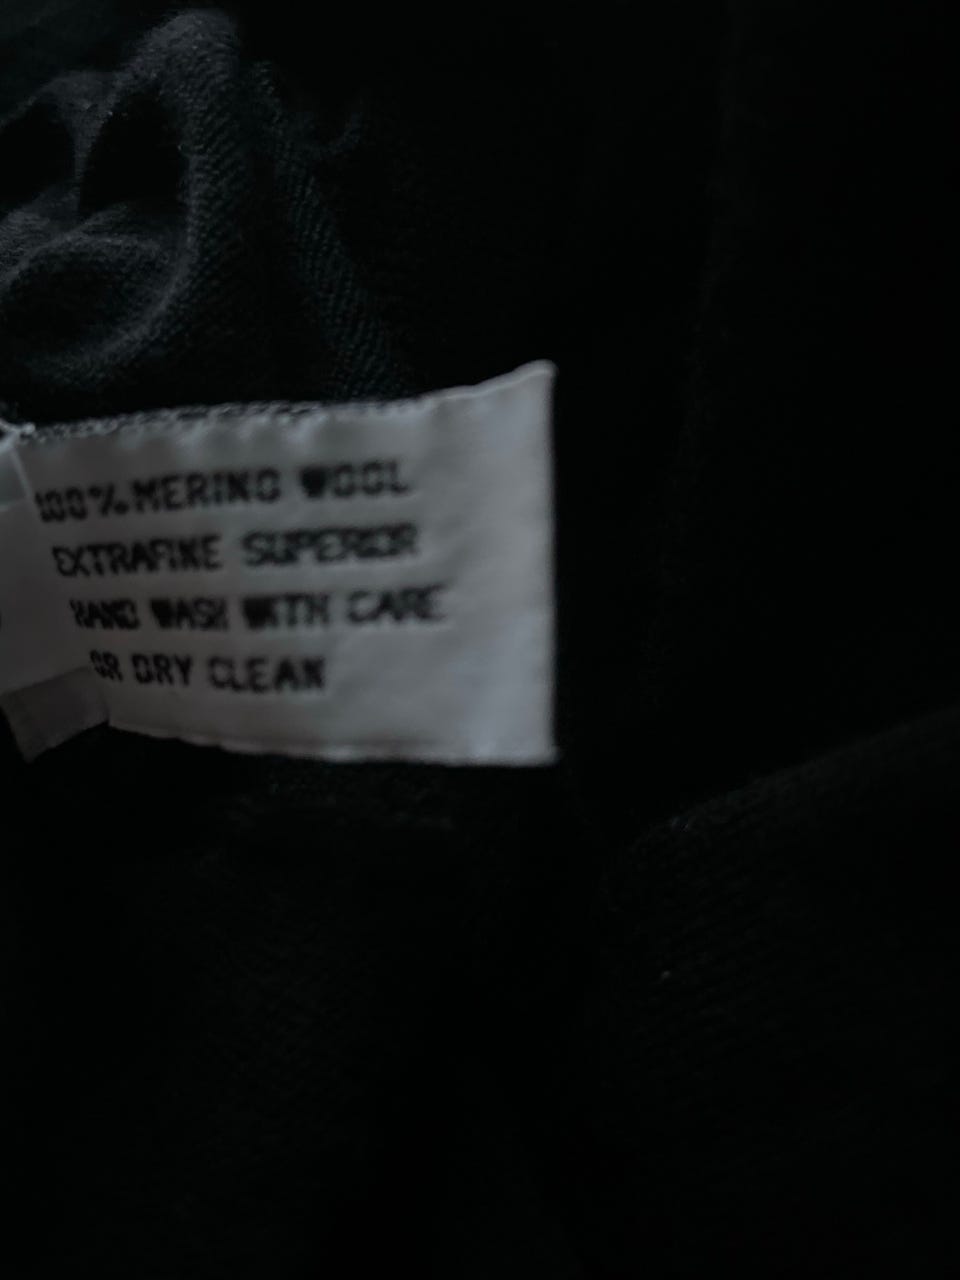 100% MERINO WOOL
EXTRAFINE SUPERIOR
HAND WASH WITH CARE
OR DRY CLEAN